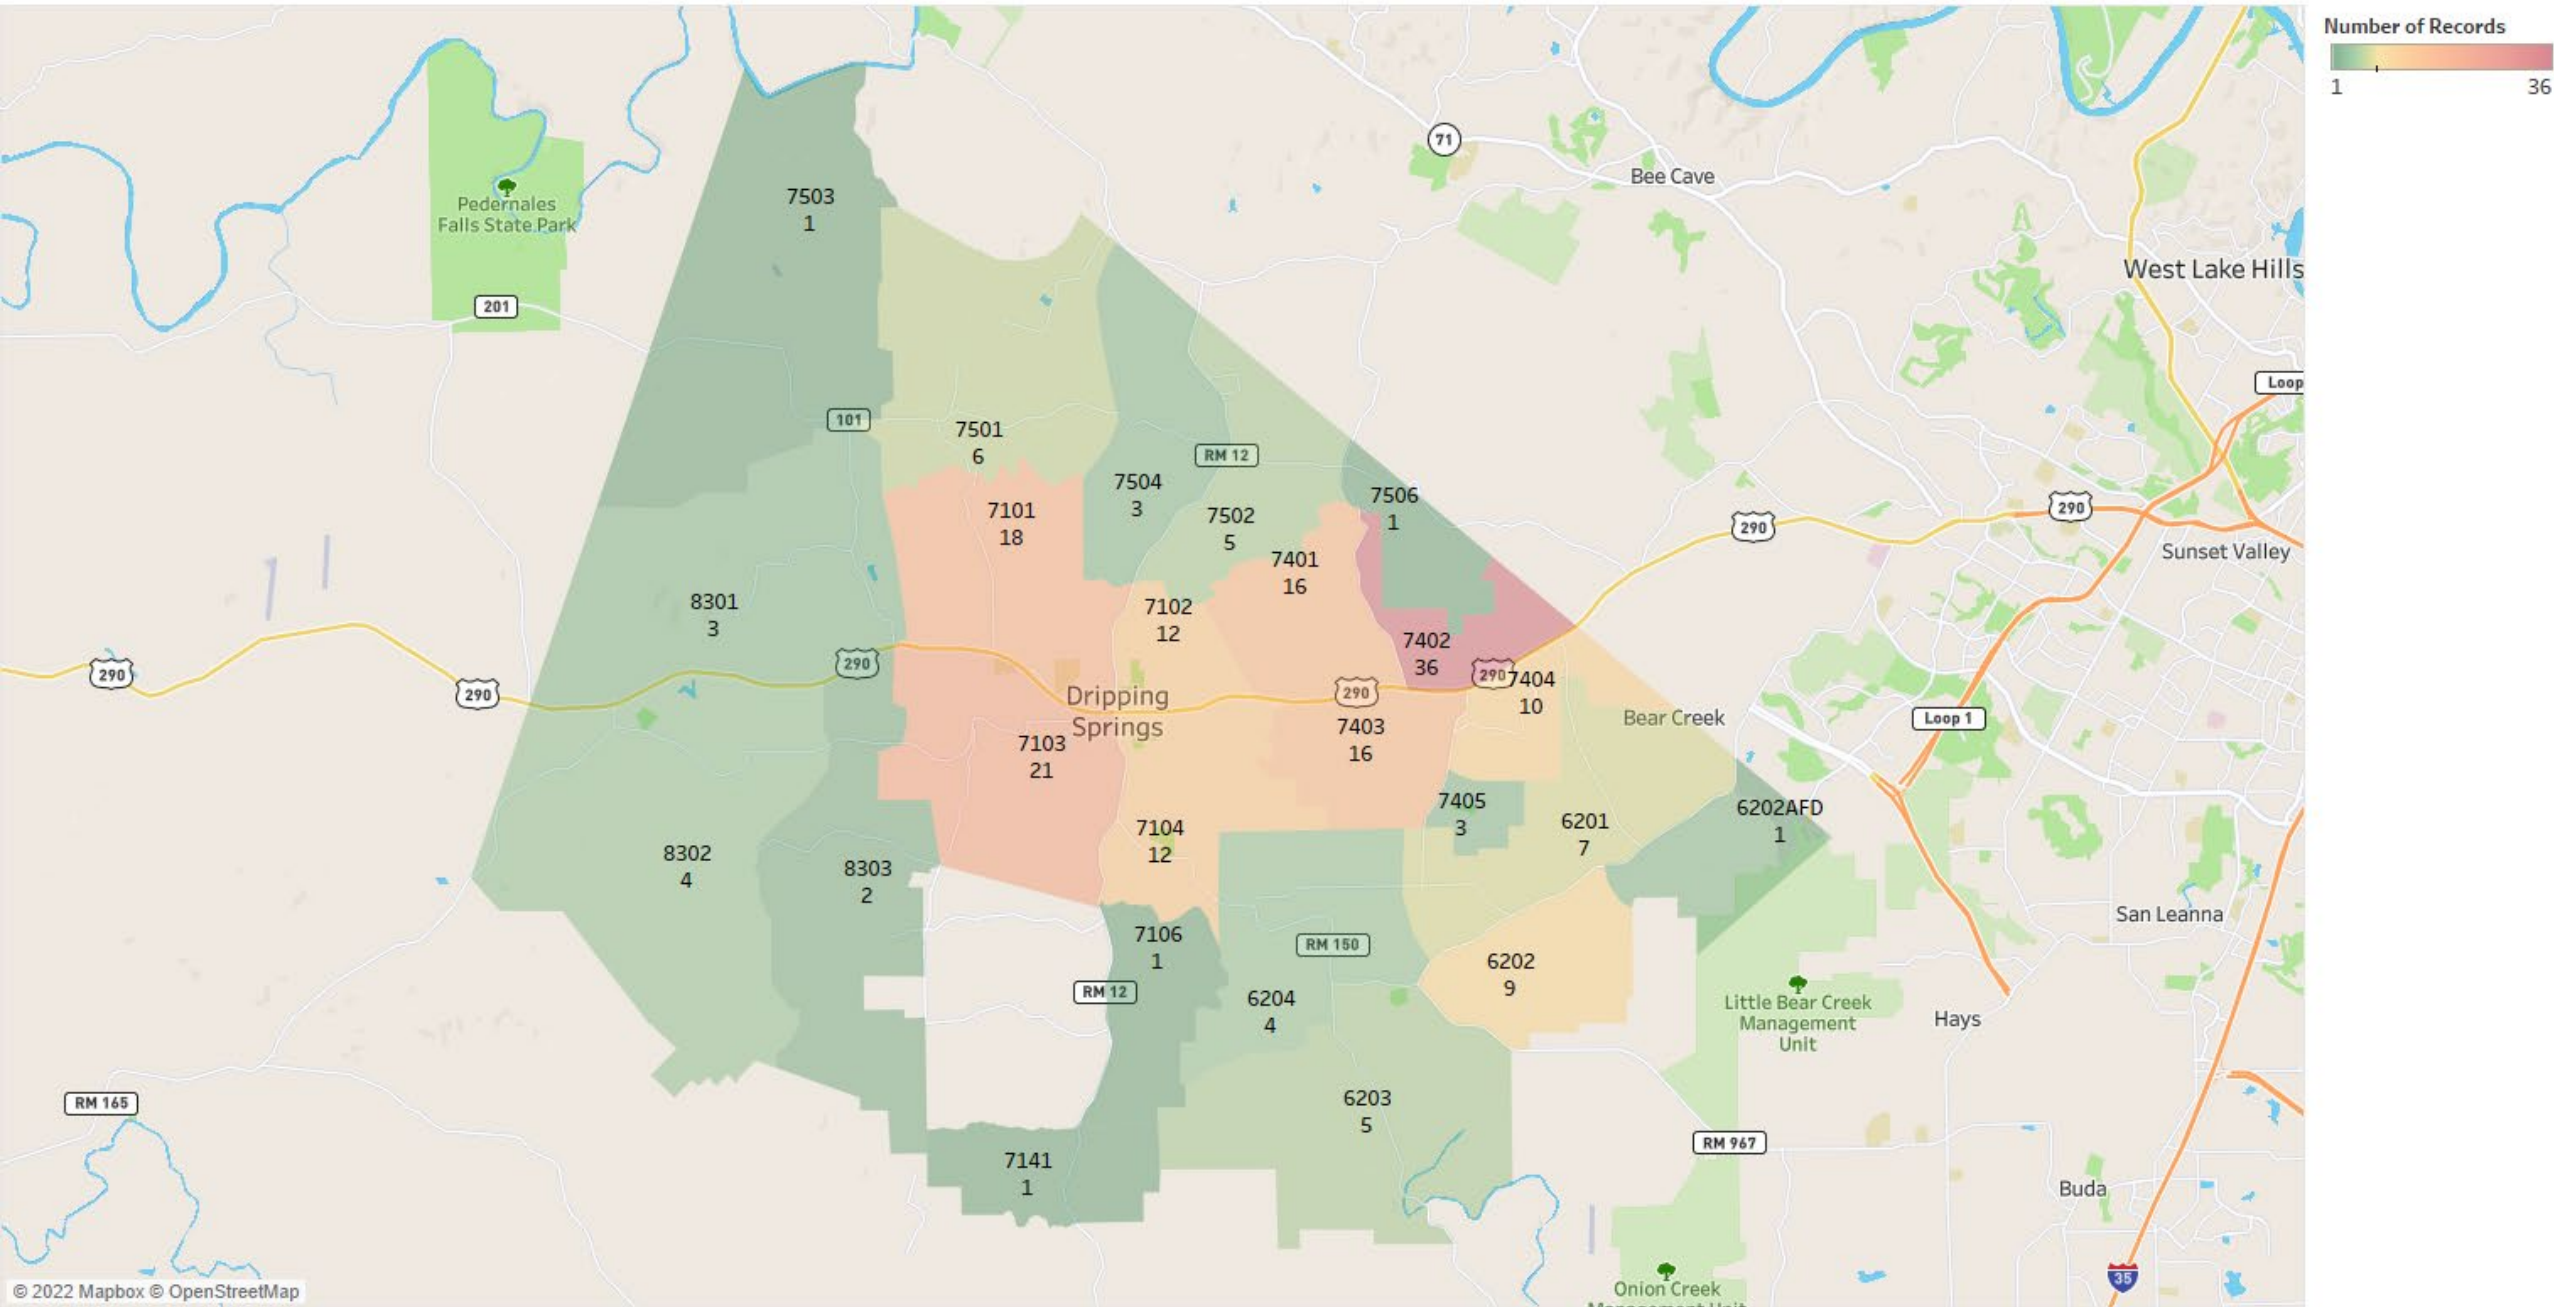 Number of Records
1 36
71
Bee Cave
Pedernales
Falls State Park
7503
1
West Lake Hills
201
Loop
101
7501
6
RM 12
7504
3
7506
1
7101
18
7502
5
290
290
Sunset Valley
7401
16
8301
3
7102
12
7402
36
290
290
290
290
290
7404
10
Dripping
Springs
Bear Creek
Loop 1
7403
16
7103
21
7405
3
6202AFD
1
7104
12
6201
7
8302
4
8303
2
San Leanna
7106
1
RM 150
6202
9
RM 12
6204
4
Little Bear Creek
Management
Unit
Hays
RM 165
6203
5
RM 967
7141
1
Buda
35
Onion Creek
Management Unit
© 2022 Mapbox © OpenStreetMap